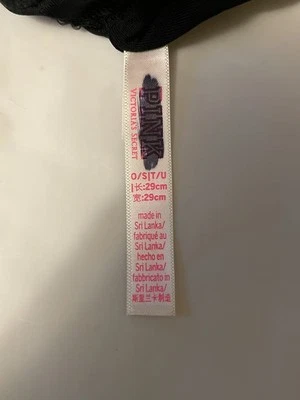 PINK
VICTORIA'S SECRET
O/S|T/U
长:29cm
宽:29cm
made in
Sri Lanka/
fabriqué au
Sri Lanka/
hecho en
Sri Lanka/
fabbricato in
Sri Lanka/
斯里兰卡制造